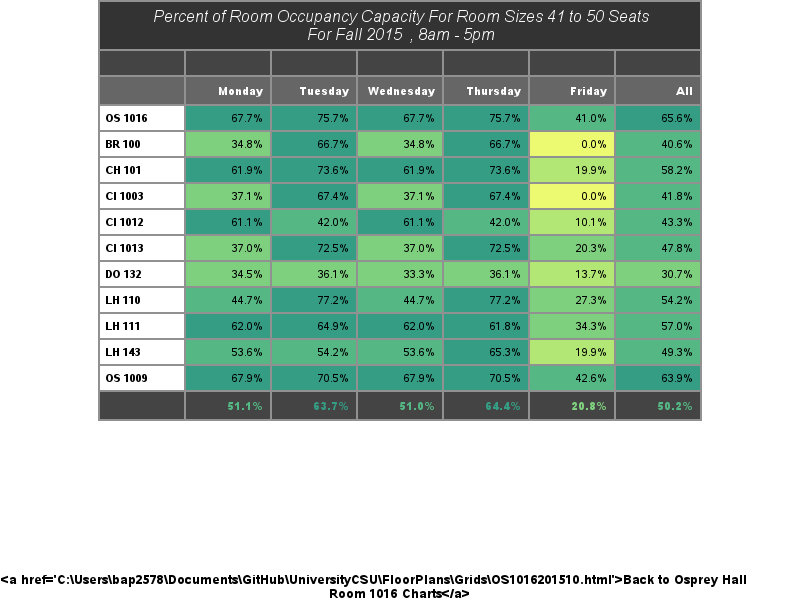 Percent of Room Occupancy Capacity For Room Sizes 41 to 50 Seats
For Fall 2015 , 8am - 5pm
Monday Tuesday Wednesday Thursday Friday All
OS 1016 67.7% 75.7% 67.7% 75.7% 41.0% 65.6%
BR 100 34.8% 66.7% 34.8% 66.7% 0.0% 40.6%
CH 101 61.9% 73.6% 61.9% 73.6% 19.9% 58.2%
CI 1003 37.1% 67.4% 37.1% 67.4% 0.0% 41.8%
CI 1012 61.1% 42.0% 61.1% 42.0% 10.1% 43.3%
CI 1013 37.0% 72.5% 37.0% 72.5% 20.3% 47.8%
DO 132 34.5% 36.1% 33.3% 36.1% 13.7% 30.7%
LH 110 44.7% 77.2% 44.7% 77.2% 27.3% 54.2%
LH 111 62.0% 64.9% 62.0% 61.8% 34.3% 57.0%
LH 143 53.6% 54.2% 53.6% 65.3% 19.9% 49.3%
OS 1009 67.9% 70.5% 67.9% 70.5% 42.6% 63.9%
51.1% 63.7% 51.0% 64.4% 20.8% 50.2%
<a href='C:\Users\bap2578\Documents\GitHub\UniversityCSU\FloorPlans\Grids\OS1016201510.html'>Back to Osprey Hall
Room 1016 Charts</a>